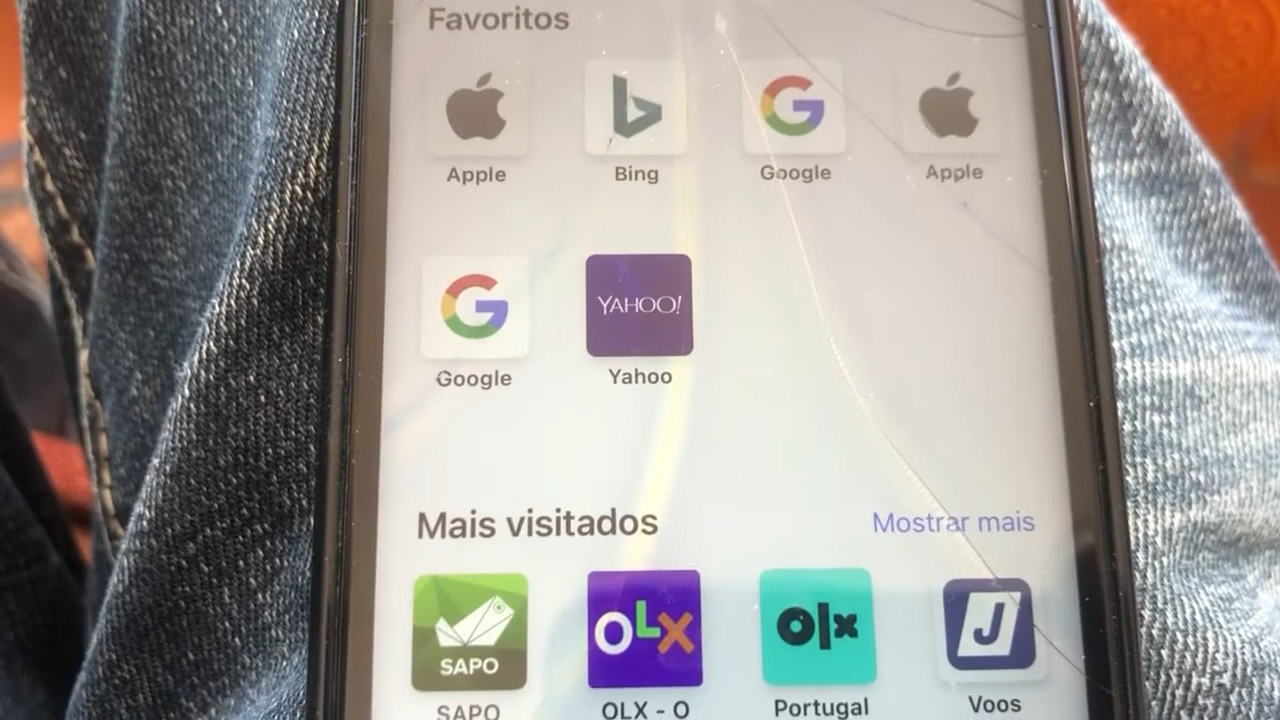 Favoritos
Apple
Bing
Google
Apple
YAHOO!
Google
Yahoo
Mais visitados
Mostrar mais
SAPO
OLX
olx
J
SAPO
OLX - O
Portugal
Voos